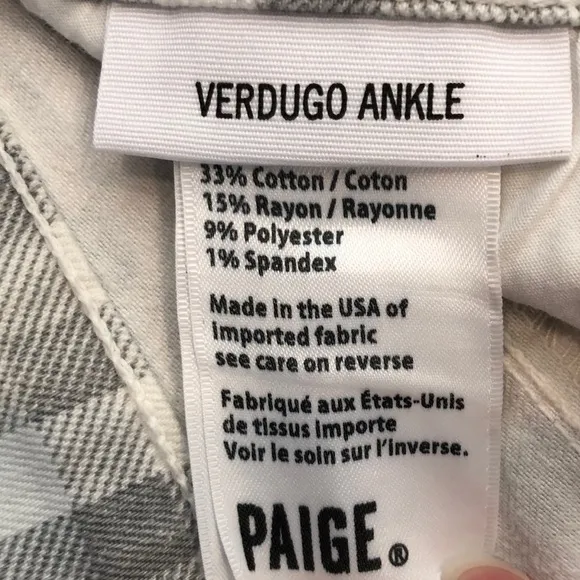 VERDUGO ANKLE
33% Cotton / Coton
15% Rayon / Rayonne
9% Polyester
1% Spandex
Made in the USA of
imported fabric
see care on reverse
Fabriqué aux États-Unis
de tissus importe
Voir le soin sur l'inverse.
PAIGE®